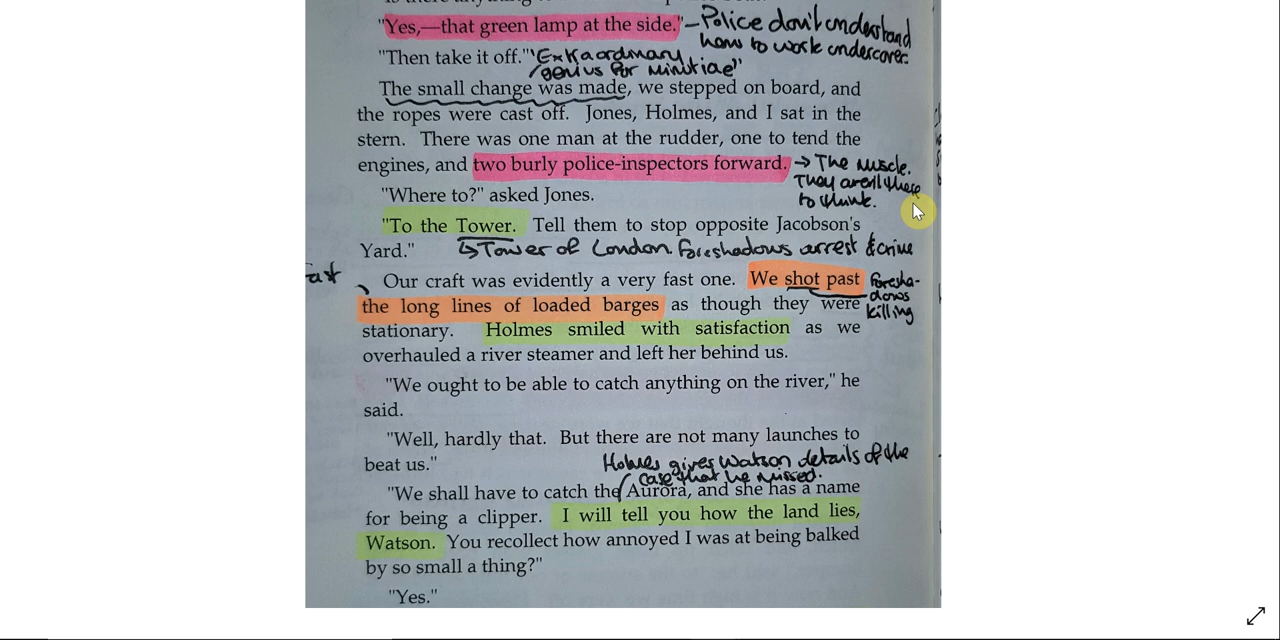 "Yes,—that green lamp at the side." – Police don't understand
how to work undercover.
"Then take it off." "Extraordinary
genius for minutiae"
The small change was made, we stepped on board, and
the ropes were cast off. Jones, Holmes, and I sat in the
stern. There was one man at the rudder, one to tend the
engines, and two burly police-inspectors forward. → The muscle.
They aren't there
to think.
"Where to?" asked Jones.
"To the Tower. Tell them to stop opposite Jacobson's
Yard." ↳ Tower of London. Foreshadows arrest & crime
Our craft was evidently a very fast one. We shot past
foresha-
dows
killing
the long lines of loaded barges as though they were
stationary. Holmes smiled with satisfaction as we
overhauled a river steamer and left her behind us.
"We ought to be able to catch anything on the river," he
said.
"Well, hardly that. But there are not many launches to
beat us."
Holmes gives Watson details of the
case that he missed.
"We shall have to catch the Aurora, and she has a name
for being a clipper. I will tell you how the land lies,
Watson. You recollect how annoyed I was at being balked
by so small a thing?"
"Yes."